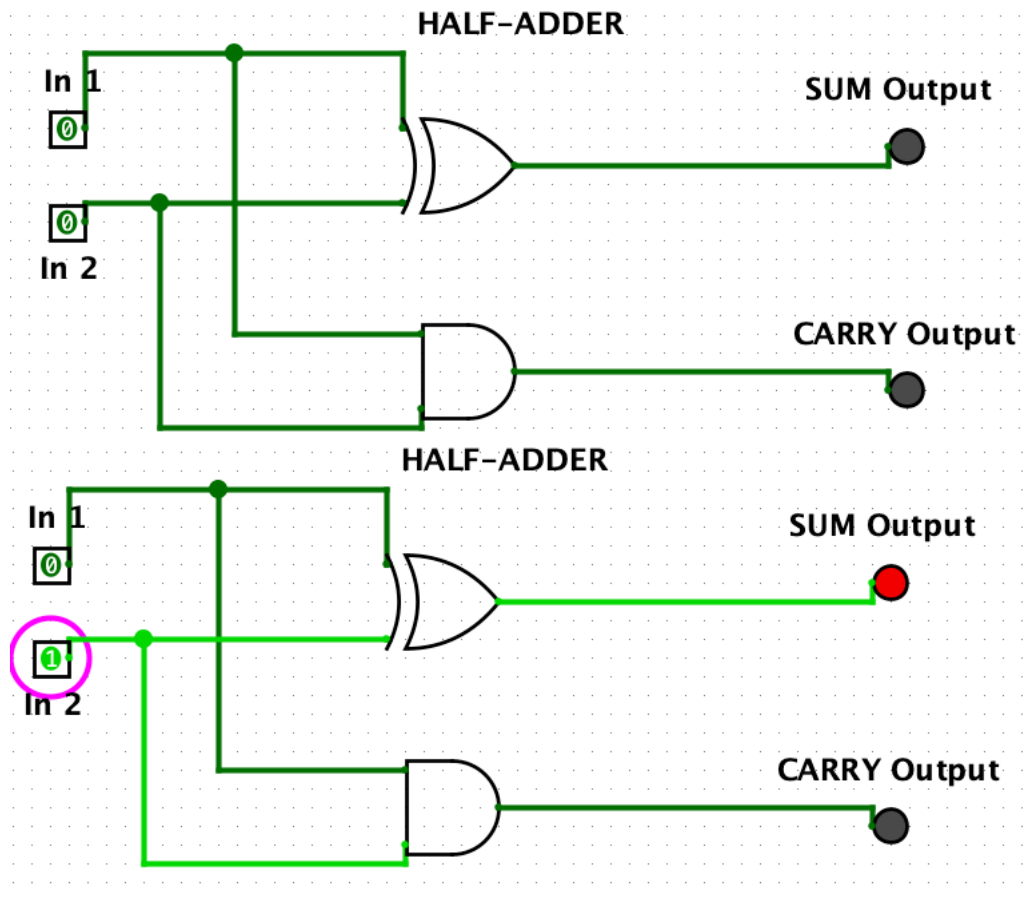 HALF-ADDER
In 1
SUM Output
0
0
In 2
CARRY Output
HALF-ADDER
In 1
SUM Output
0
1
In 2
CARRY Output